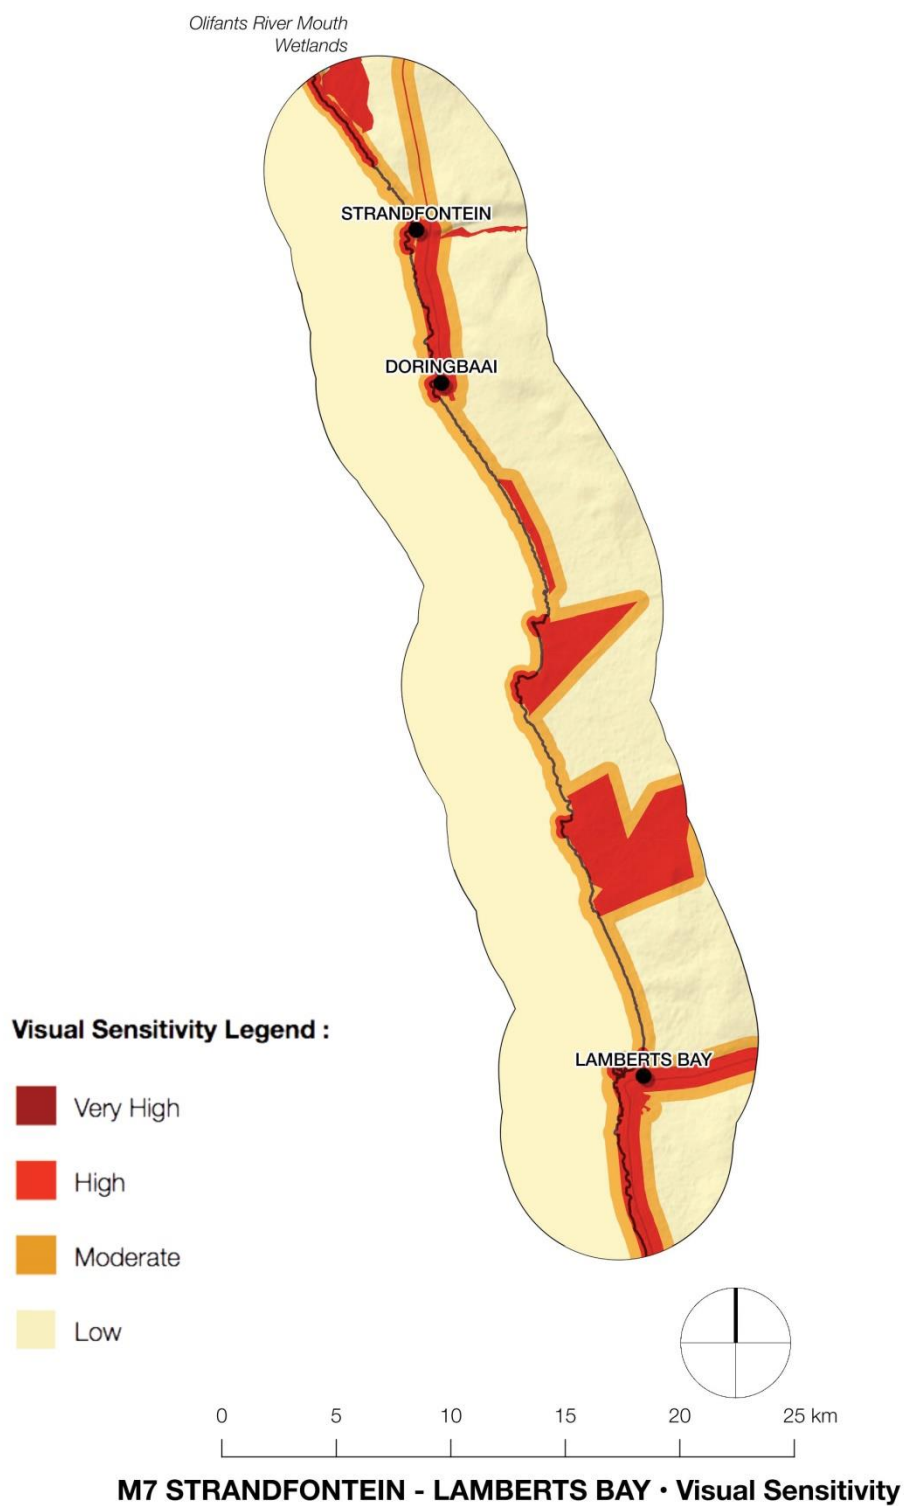 Olifants River Mouth
Wetlands
STRANDFONTEIN
DORINGBAAI
LAMBERTS BAY
Visual Sensitivity Legend :
Very High
High
Moderate
Low
0 5 10 15 20 25 km
M7 STRANDFONTEIN - LAMBERTS BAY • Visual Sensitivity